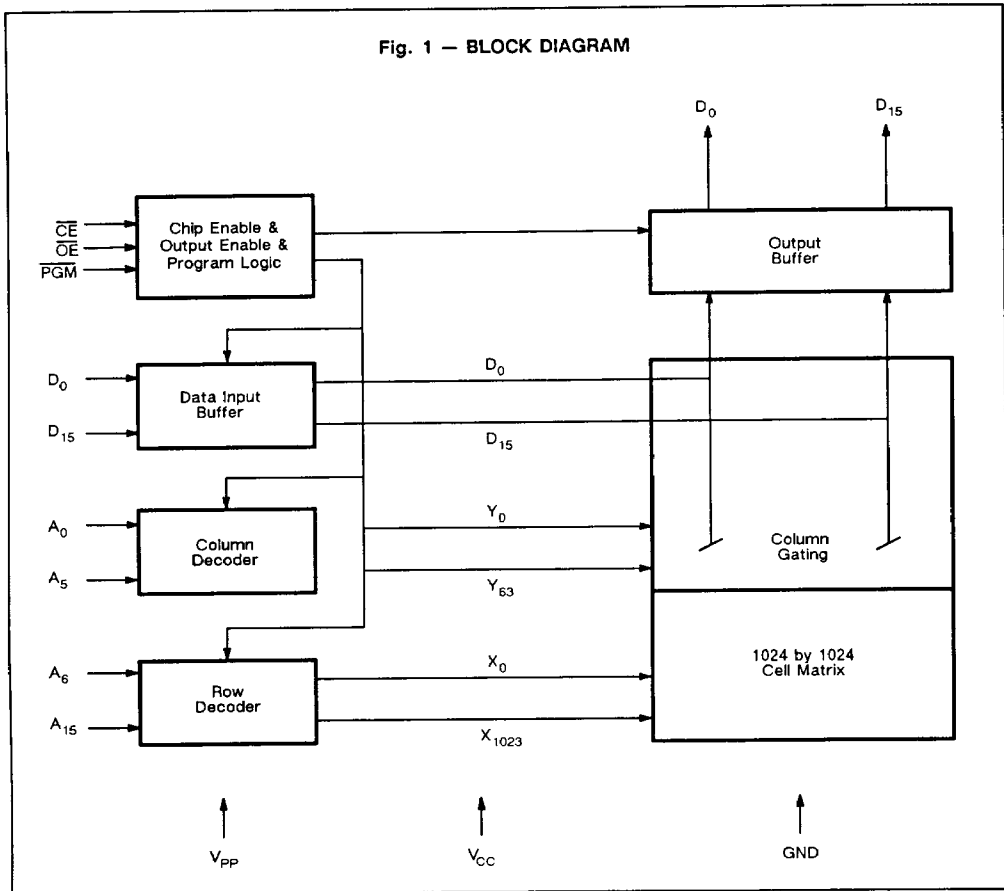 Fig. 1 — BLOCK DIAGRAM
D0
D15
CE
OE
PGM
Chip Enable &
Output Enable &
Program Logic
Output
Buffer
D0
D15
Data Input
Buffer
D0
D15
A0
A5
Column
Decoder
Y0
Y63
Column
Gating
A6
A15
Row
Decoder
X0
X1023
1024 by 1024
Cell Matrix
VPP
VCC
GND